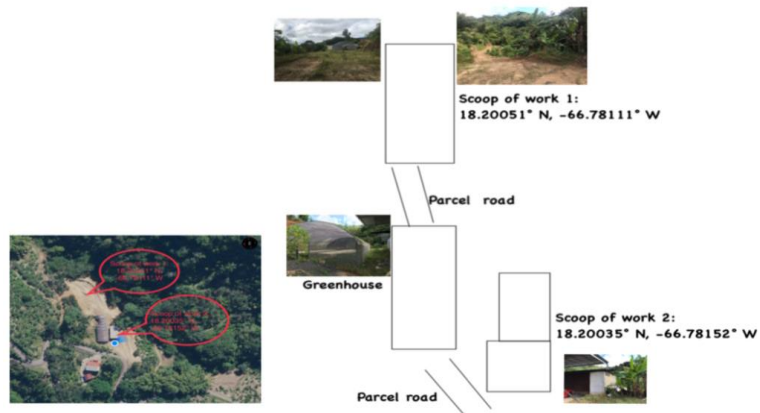 Scoop of work 1:
18.20051° N, -66.78111° W
Parcel road
Greenhouse
Scoop of work 2:
18.20035° N, -66.78152° W
Parcel road